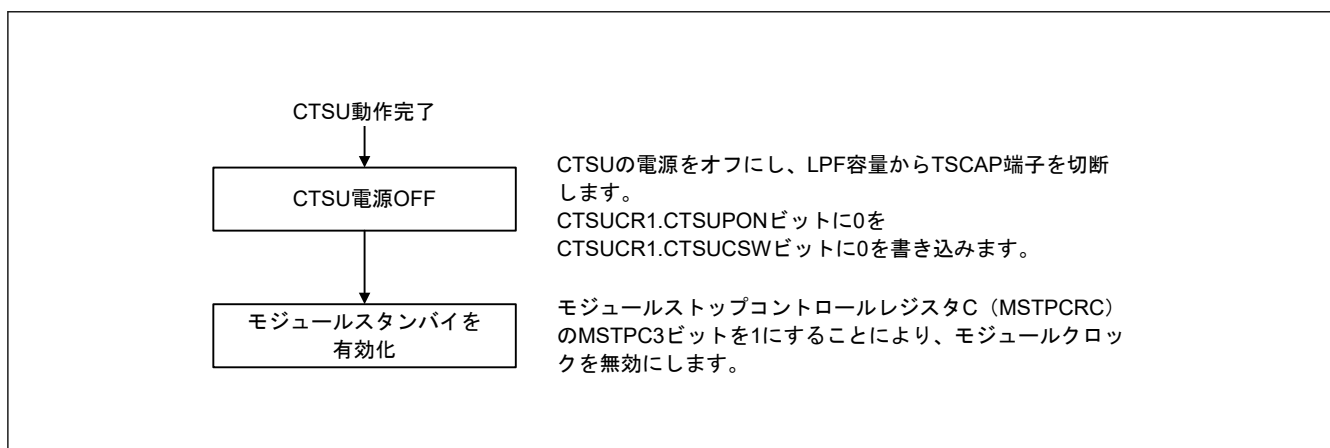 CTSU動作完了
CTSU電源OFF
CTSUの電源をオフにし、LPF容量からTSCAP端子を切断
します。
CTSUCR1.CTSUPONビットに0を
CTSUCR1.CTSUCSWビットに0を書き込みます。
モジュールスタンバイを
有効化
モジュールストップコントロールレジスタC（MSTPCRC）
のMSTPC3ビットを1にすることにより、モジュールクロッ
クを無効にします。